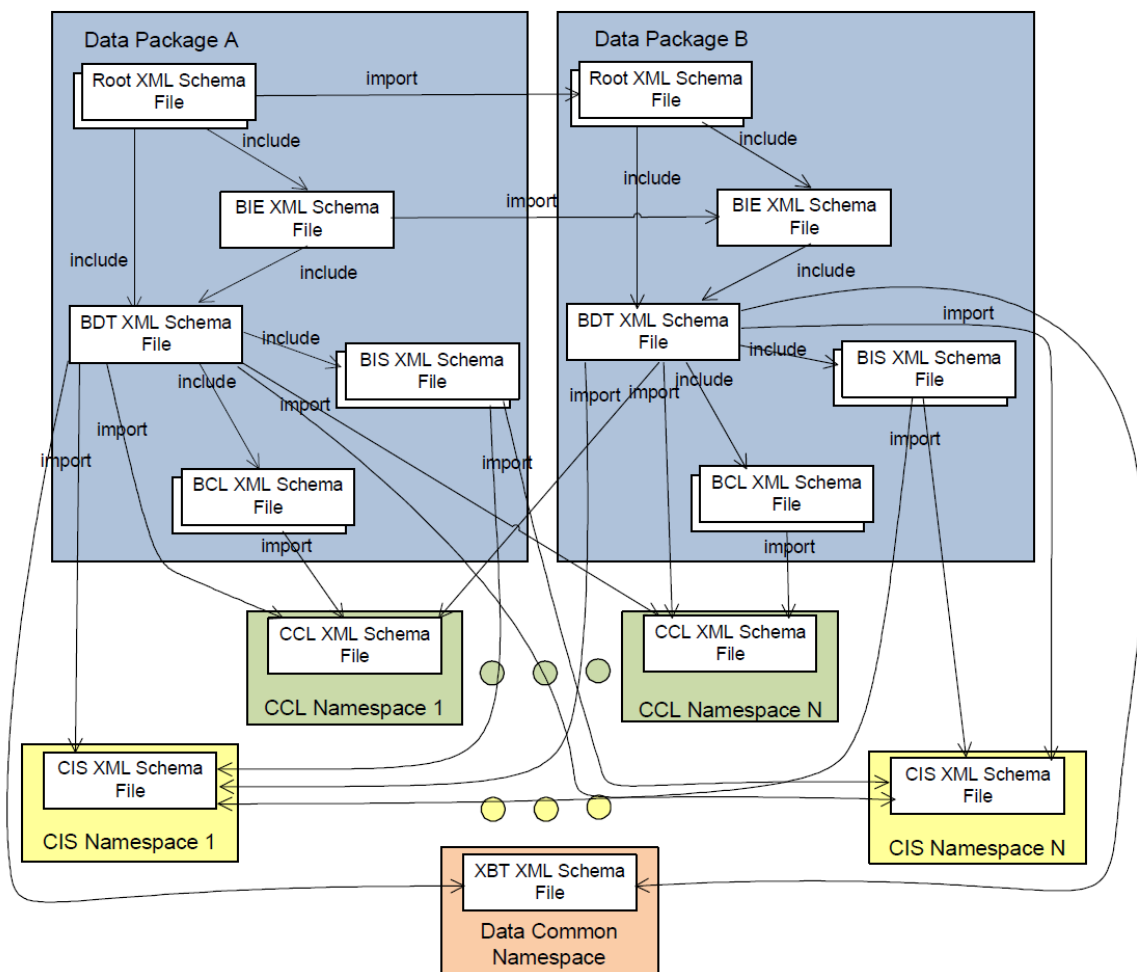 Data Package A
Data Package B
Root XML Schema
File
import
Root XML Schema
File
include
include
include
include
BIE XML Schema
File
import
BIE XML Schema
File
include
include
include
BDT XML Schema
File
include
BIS XML Schema
File
BDT XML Schema
File
import
include
BIS XML Schema
File
include
import
import
import
include
import
import
import
import
BCL XML Schema
File
import
BCL XML Schema
File
import
CCL XML Schema
File
CCL Namespace 1
CCL XML Schema
File
CCL Namespace N
CIS XML Schema
File
CIS Namespace 1
CIS XML Schema
File
CIS Namespace N
XBT XML Schema
File
Data Common
Namespace